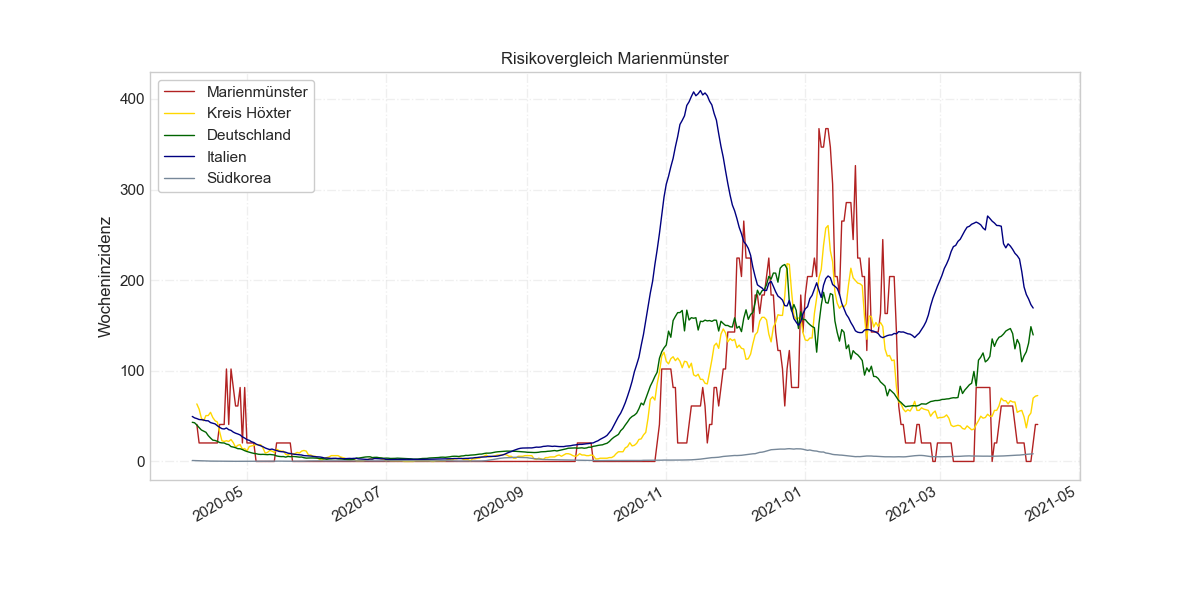 Risikovergleich Marienmünster
Marienmünster
Kreis Höxter
Deutschland
Italien
Südkorea
Wocheninzidenz
400
300
200
100
0
2020-05
2020-07
2020-09
2020-11
2021-01
2021-03
2021-05